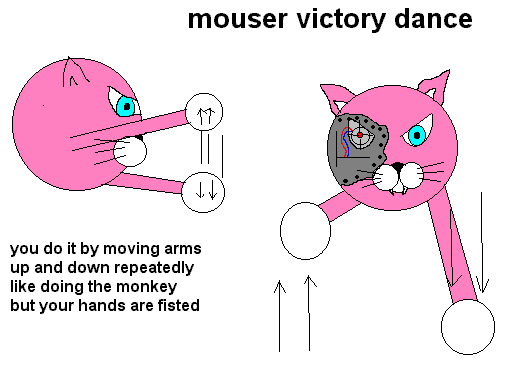 mouser victory dance
you do it by moving arms
up and down repeatedly
like doing the monkey
but your hands are fisted